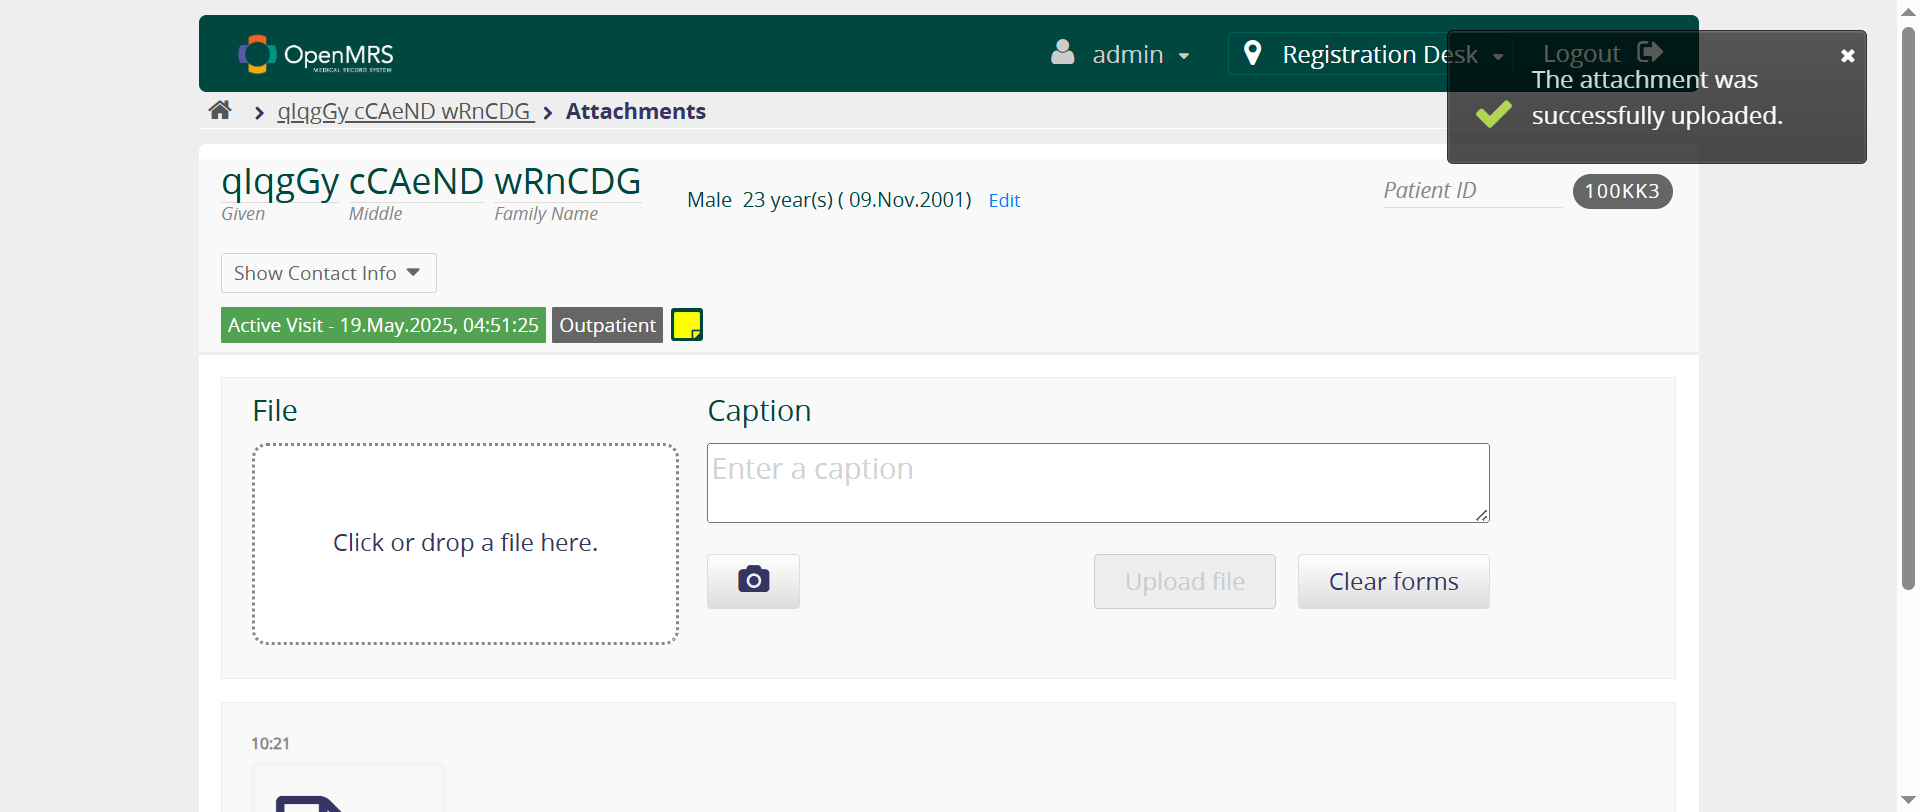 OpenMRS
MEDICAL RECORD SYSTEM
admin
Registration Desk
Logout
The attachment was
successfully uploaded.
qIqgGy cCAeND wRnCDG
Attachments
qIqgGy cCAeND wRnCDG
Given Middle Family Name
Male 23 year(s) ( 09.Nov.2001) Edit
Patient ID 100KK3
Show Contact Info
Active Visit - 19.May.2025, 04:51:25 Outpatient
File
Caption
Enter a caption
Click or drop a file here.
Upload file
Clear forms
10:21